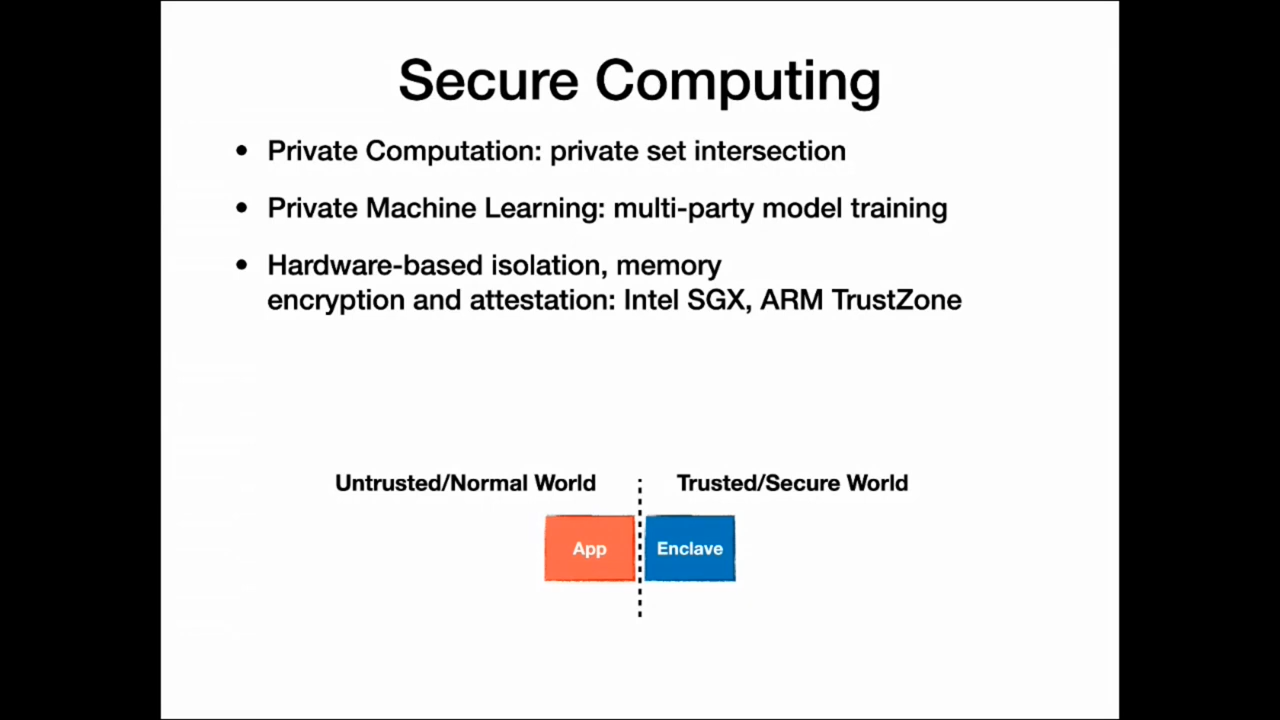 Secure Computing
• Private Computation: private set intersection
• Private Machine Learning: multi-party model training
• Hardware-based isolation, memory
encryption and attestation: Intel SGX, ARM TrustZone
Untrusted/Normal World
Trusted/Secure World
App
Enclave